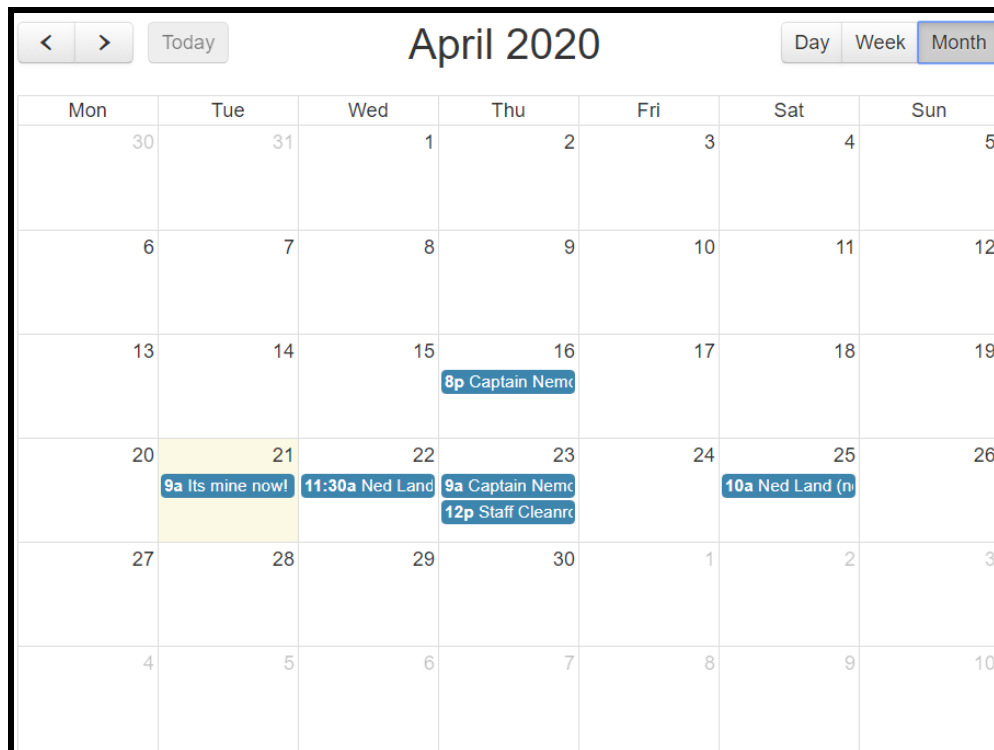 Today April 2020 Day Week Month
Mon Tue Wed Thu Fri Sat Sun
30 31 1 2 3 4 5
6 7 8 9 10 11 12
13 14 15 16 17 18 19
8p Captain Nemo
20 21 22 23 24 25 26
9a Its mine now! 11:30a Ned Land 9a Captain Nemo 10a Ned Land
12p Staff
27 28 29 30 1 2 3
4 5 6 7 8 9 10